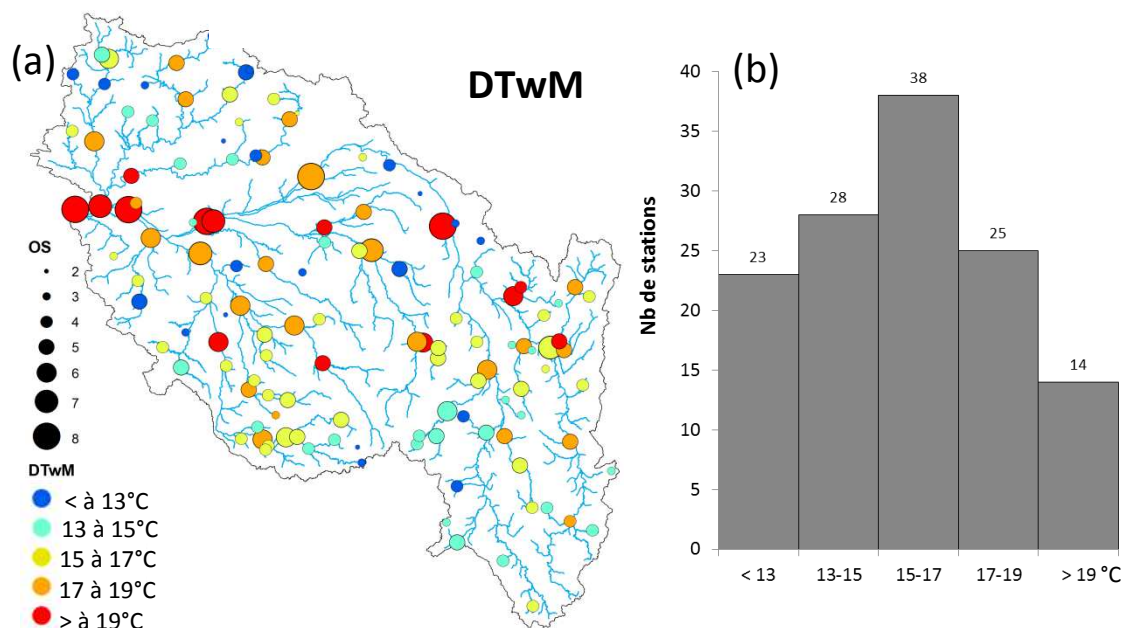 (a)
DTwM
OS
2
3
4
5
6
7
8
DTwM
< à 13°C
13 à 15°C
15 à 17°C
17 à 19°C
> à 19°C
(b)
Nb de stations
40
35
30
25
20
15
10
5
0
23
28
38
25
14
< 13
13-15
15-17
17-19
> 19 °C